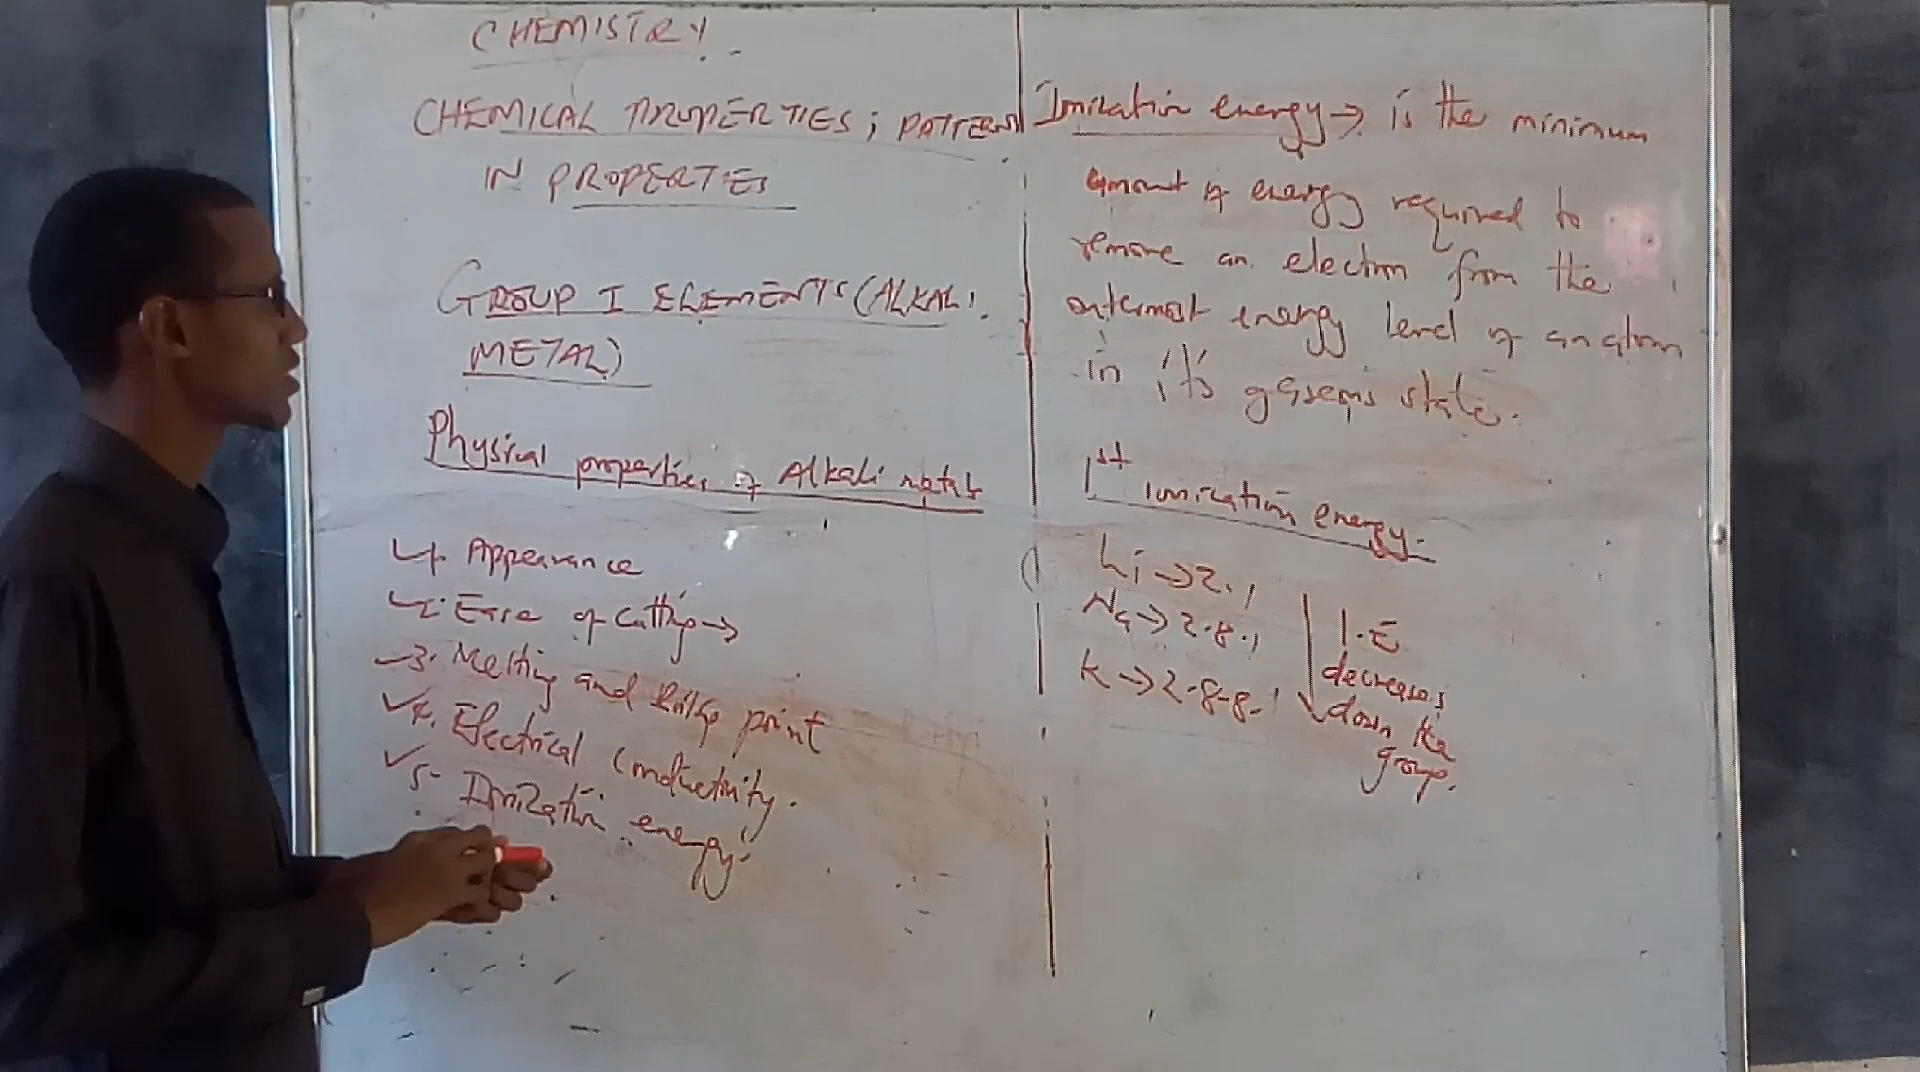 CHEMISTRY.
CHEMICAL PROPERTIES; PATTERNS
IN PROPERTIES
GROUP I ELEMENTS (ALKALI
METAL)
Physical properties of Alkali metals
1. Appearance
2. Ease of cutting →
3. Melting and Boiling point
4. Electrical conductivity.
5. Ionization energy.
Ionization energy → is the minimum
amount of energy required to
remove an electron from the
outermost energy level of an atom
in it's gaseous state.
1st Ionization energy.
Li → 2.1
Na → 2.8.1
K → 2.8.8.1
I.E
decreases
down the
group.